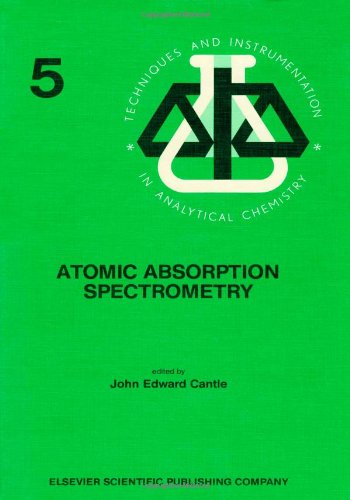 5
TECHNIQUES AND INSTRUMENTATION
* IN ANALYTICAL CHEMISTRY *
ATOMIC ABSORPTION
SPECTROMETRY
edited by
John Edward Cantle
ELSEVIER SCIENTIFIC PUBLISHING COMPANY